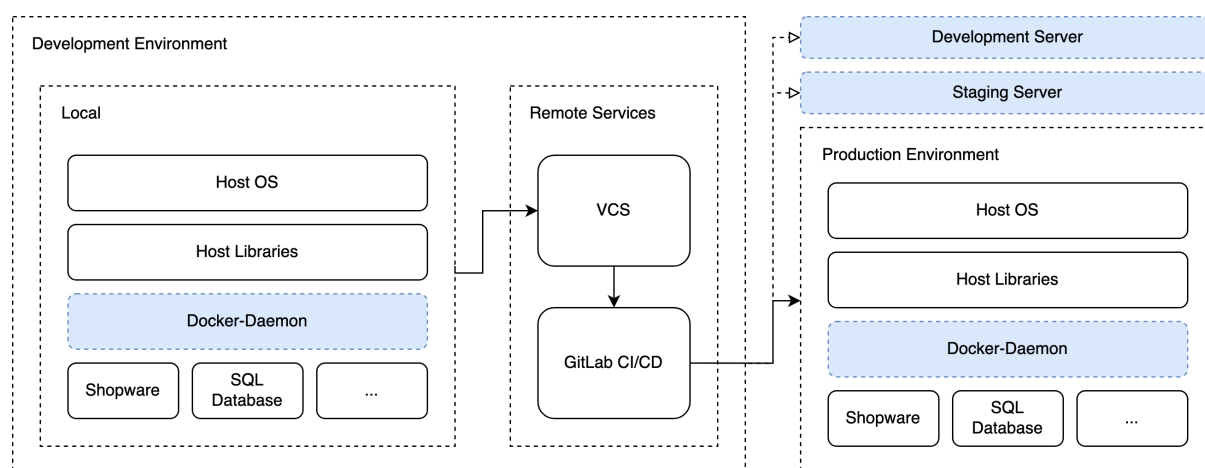 Development Environment
Local
Host OS
Host Libraries
Docker-Daemon
Shopware
SQL
Database
...
Remote Services
VCS
GitLab CI/CD
Development Server
Staging Server
Production Environment
Host OS
Host Libraries
Docker-Daemon
Shopware
SQL
Database
...